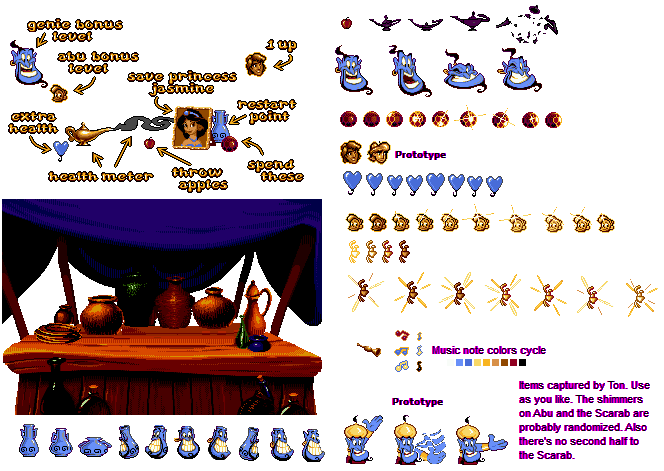 genie bonus
level
abu bonus
level
1 up
save princess
jasmine
restart
point
extra
health
health meter
throw
apples
spend
these
Prototype
Music note colors cycle
Prototype
Items captured by Ton. Use
as you like. The shimmers
on Abu and the Scarab are
probably randomized. Also
there's no second half to
the Scarab.